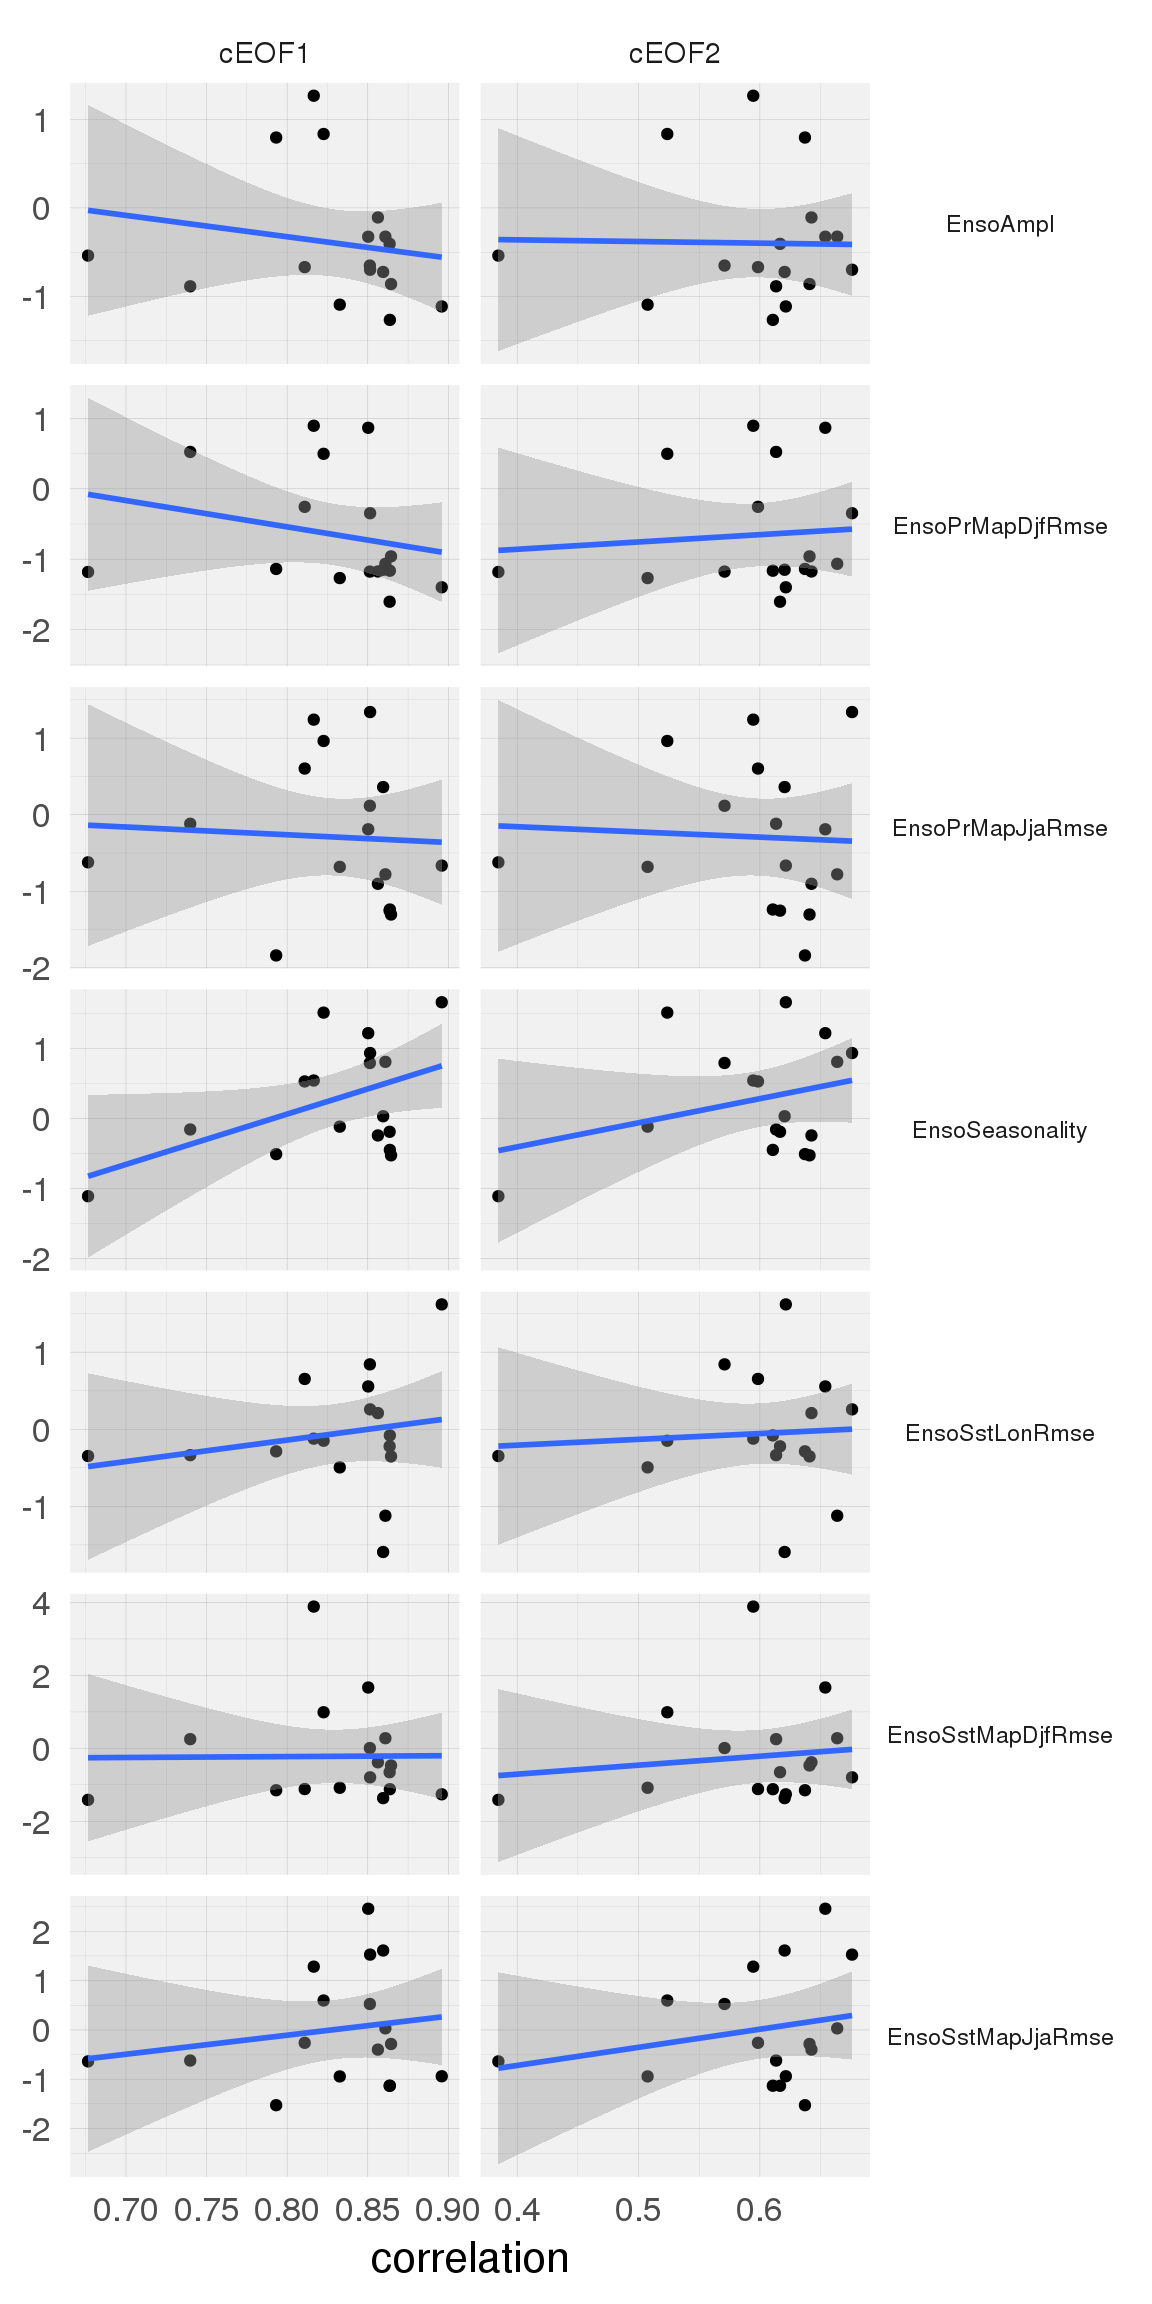 cEOF1 cEOF2
1
0
-1
EnsoAmpl
1
0
-1
-2
EnsoPrMapDjfRmse
1
0
-1
-2
EnsoPrMapJjaRmse
1
0
-1
-2
EnsoSeasonality
1
0
-1
EnsoSstLonRmse
4
2
0
-2
EnsoSstMapDjfRmse
2
1
0
-1
-2
EnsoSstMapJjaRmse
0.70 0.75 0.80 0.85 0.90 0.4 0.5 0.6
correlation